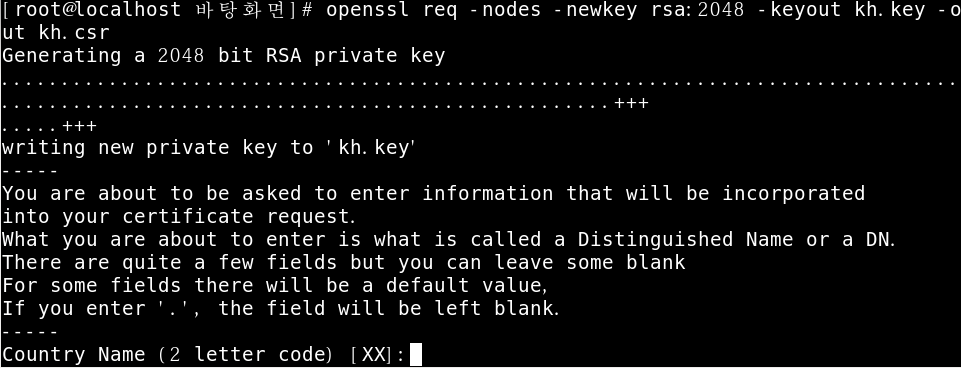 [root@localhost 바탕화면]# openssl req -nodes -newkey rsa:2048 -keyout kh.key -o
ut kh.csr
Generating a 2048 bit RSA private key
................................................................................
...................................................+++
.....+++
writing new private key to 'kh.key'
-----
You are about to be asked to enter information that will be incorporated
into your certificate request.
What you are about to enter is what is called a Distinguished Name or a DN.
There are quite a few fields but you can leave some blank
For some fields there will be a default value,
If you enter '.', the field will be left blank.
-----
Country Name (2 letter code) [XX]: